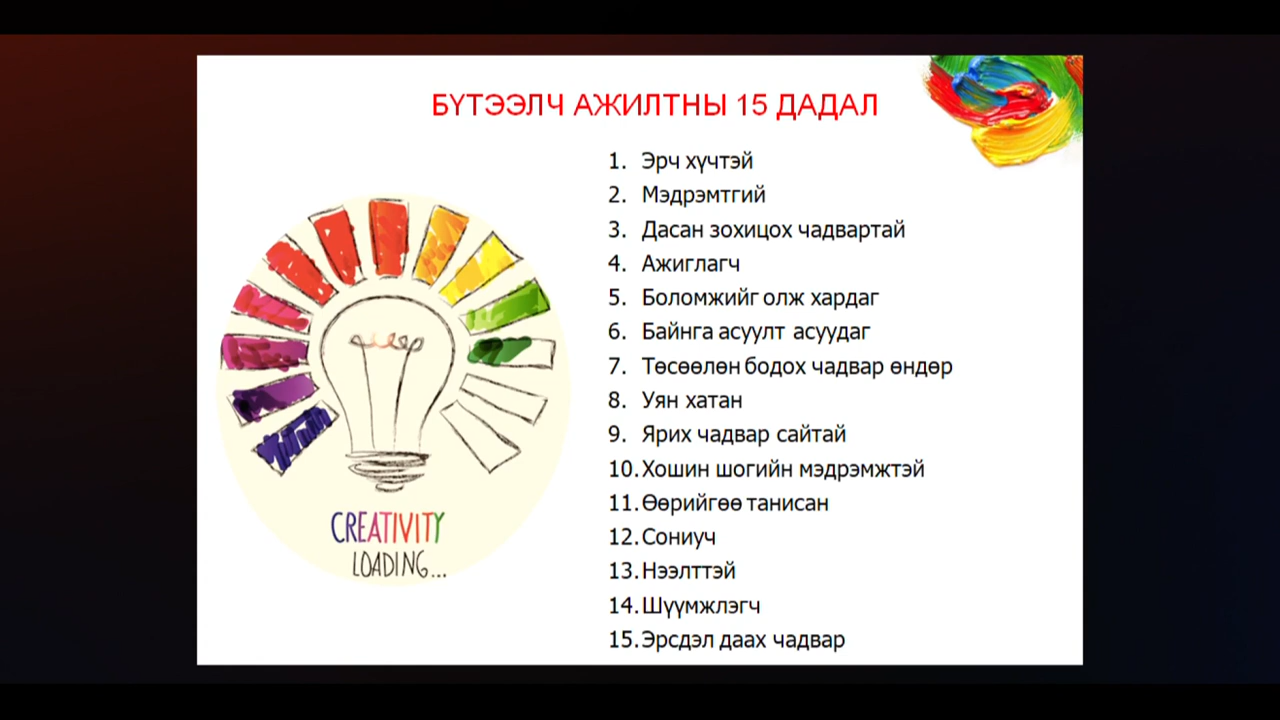 БҮТЭЭЛЧ АЖИЛТНЫ 15 ДАДАЛ
1. Эрч хүчтэй
2. Мэдрэмтгий
3. Дасан зохицох чадвартай
4. Ажиглагч
5. Боломжийг олж хардаг
6. Байнга асуулт асуудаг
7. Төсөөлөн бодох чадвар өндөр
8. Уян хатан
9. Ярих чадвар сайтай
10. Хошин шогийн мэдрэмжтэй
11. Өөрийгөө танисан
12. Сониуч
13. Нээлттэй
14. Шүүмжлэгч
15. Эрсдэл даах чадвар
CREATIVITY
LOADING...